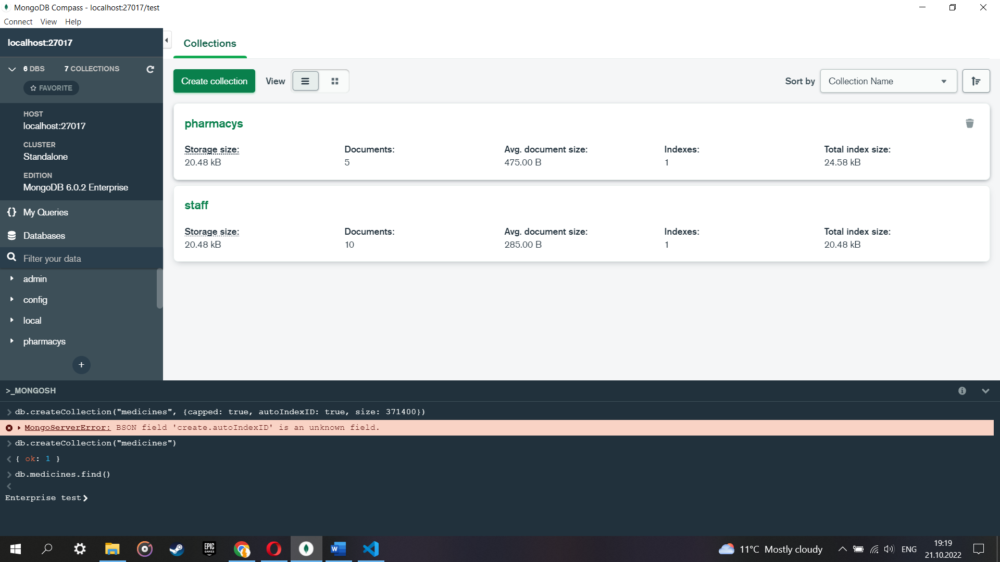 MongoDB Compass - localhost:27017/test
Connect View Help
localhost:27017
6 DBS 7 COLLECTIONS
FAVORITE
HOST
localhost:27017
CLUSTER
Standalone
EDITION
MongoDB 6.0.2 Enterprise
{} My Queries
Databases
Filter your data
admin
config
local
pharmacys
+
Collections
Create collection View Sort by Collection Name
pharmacys
Storage size: Documents: Avg. document size: Indexes: Total index size:
20.48 kB 5 475.00 B 1 24.58 kB
staff
Storage size: Documents: Avg. document size: Indexes: Total index size:
20.48 kB 10 285.00 B 1 20.48 kB
>_MONGOSH
> db.createCollection("medicines", {capped: true, autoIndexID: true, size: 371400})
MongoServerError: BSON field 'create.autoIndexID' is an unknown field.
> db.createCollection("medicines")
< { ok: 1 }
> db.medicines.find()
<
Enterprise test>
EPIC GAMES
W
11°C Mostly cloudy ENG 19:19
21.10.2022